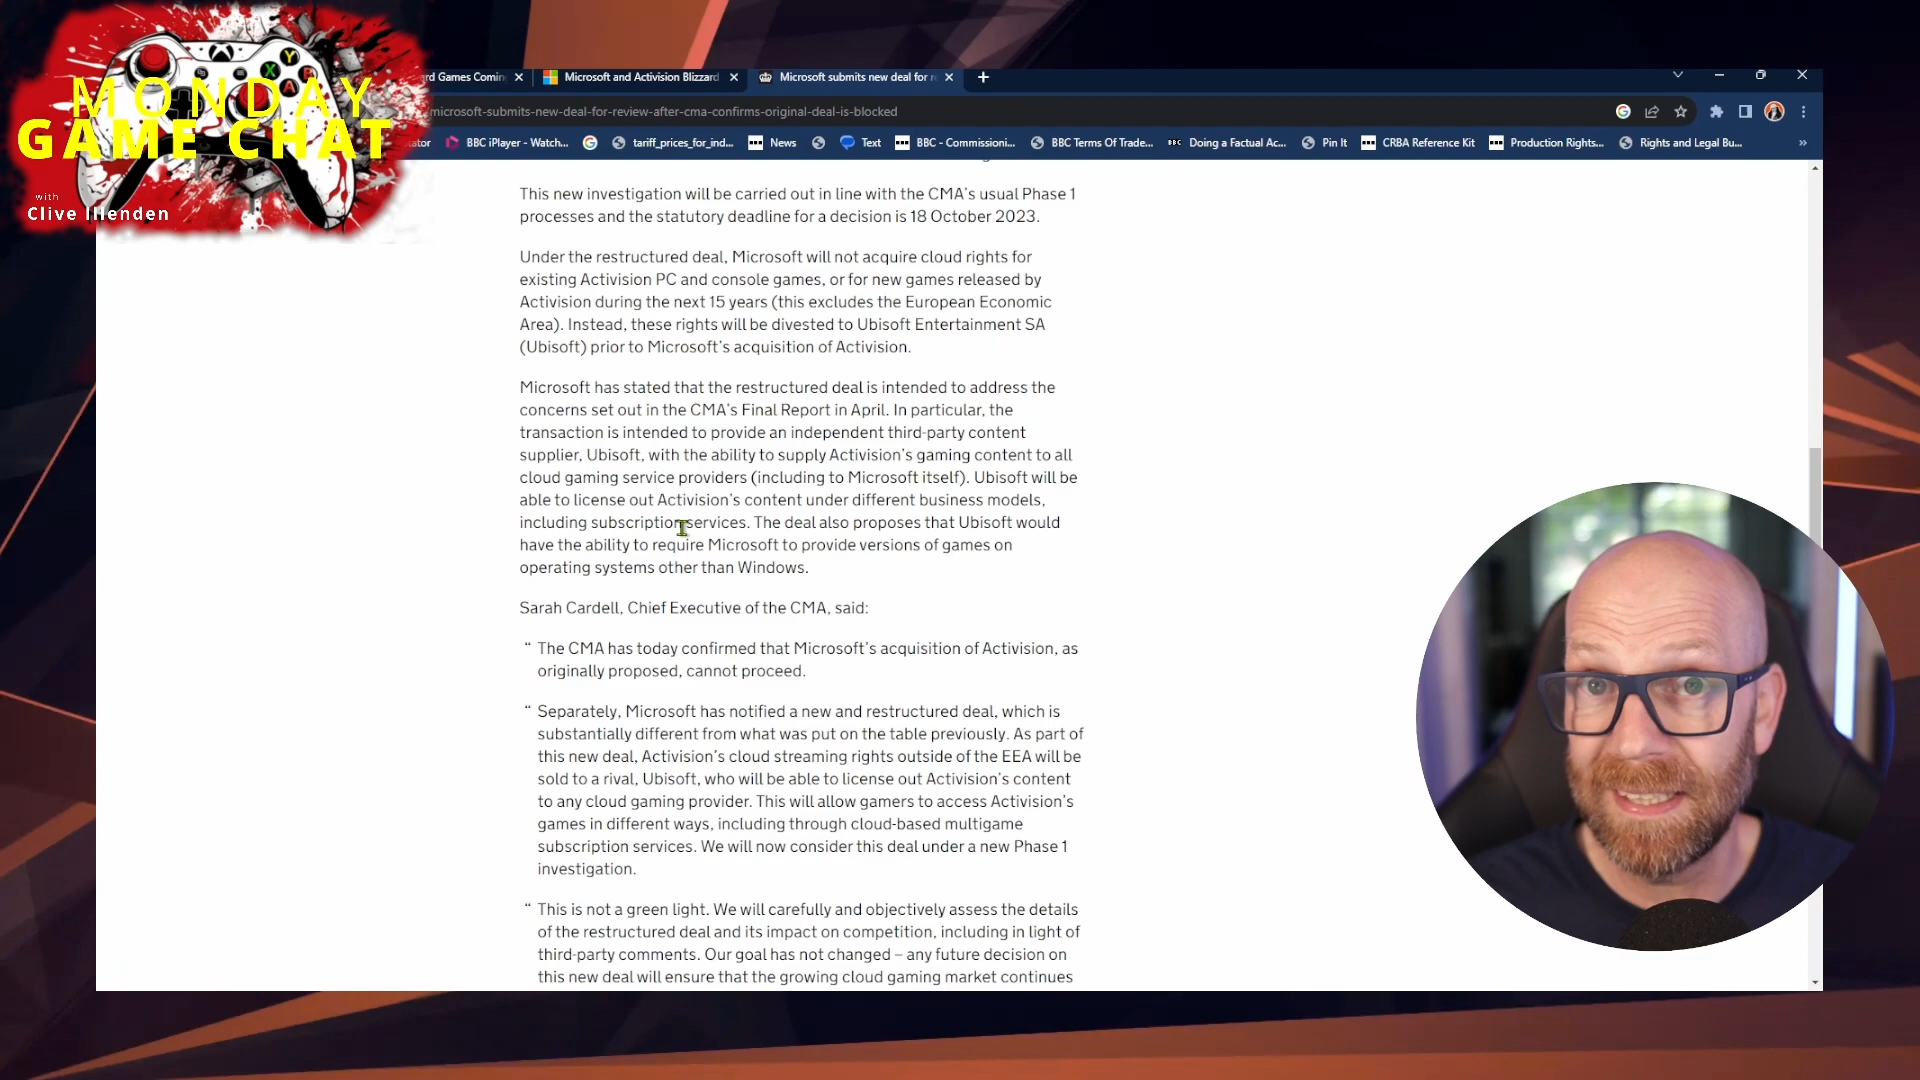 MONDAY
GAME CHAT
with
Clive Illenden
rd Games Comin
Microsoft and Activision Blizzard
Microsoft submits new deal for r
microsoft-submits-new-deal-for-review-after-cma-confirms-original-deal-is-blocked
tator
BBC iPlayer - Watch...
tariff_prices_for_ind...
News
Text
BBC - Commissioni...
BBC Terms Of Trade...
BBC
Doing a Factual Ac...
Pin It
CRBA Reference Kit
Production Rights...
Rights and Legal Bu...
This new investigation will be carried out in line with the CMA's usual Phase 1
processes and the statutory deadline for a decision is 18 October 2023.
Under the restructured deal, Microsoft will not acquire cloud rights for
existing Activision PC and console games, or for new games released by
Activision during the next 15 years (this excludes the European Economic
Area). Instead, these rights will be divested to Ubisoft Entertainment SA
(Ubisoft) prior to Microsoft's acquisition of Activision.
Microsoft has stated that the restructured deal is intended to address the
concerns set out in the CMA's Final Report in April. In particular, the
transaction is intended to provide an independent third-party content
supplier, Ubisoft, with the ability to supply Activision's gaming content to all
cloud gaming service providers (including to Microsoft itself). Ubisoft will be
able to license out Activision's content under different business models,
including subscription services. The deal also proposes that Ubisoft would
have the ability to require Microsoft to provide versions of games on
operating systems other than Windows.
Sarah Cardell, Chief Executive of the CMA, said:
“ The CMA has today confirmed that Microsoft's acquisition of Activision, as
originally proposed, cannot proceed.
“ Separately, Microsoft has notified a new and restructured deal, which is
substantially different from what was put on the table previously. As part of
this new deal, Activision's cloud streaming rights outside of the EEA will be
sold to a rival, Ubisoft, who will be able to license out Activision's content
to any cloud gaming provider. This will allow gamers to access Activision's
games in different ways, including through cloud-based multigame
subscription services. We will now consider this deal under a new Phase 1
investigation.
“ This is not a green light. We will carefully and objectively assess the details
of the restructured deal and its impact on competition, including in light of
third-party comments. Our goal has not changed – any future decision on
this new deal will ensure that the growing cloud gaming market continues